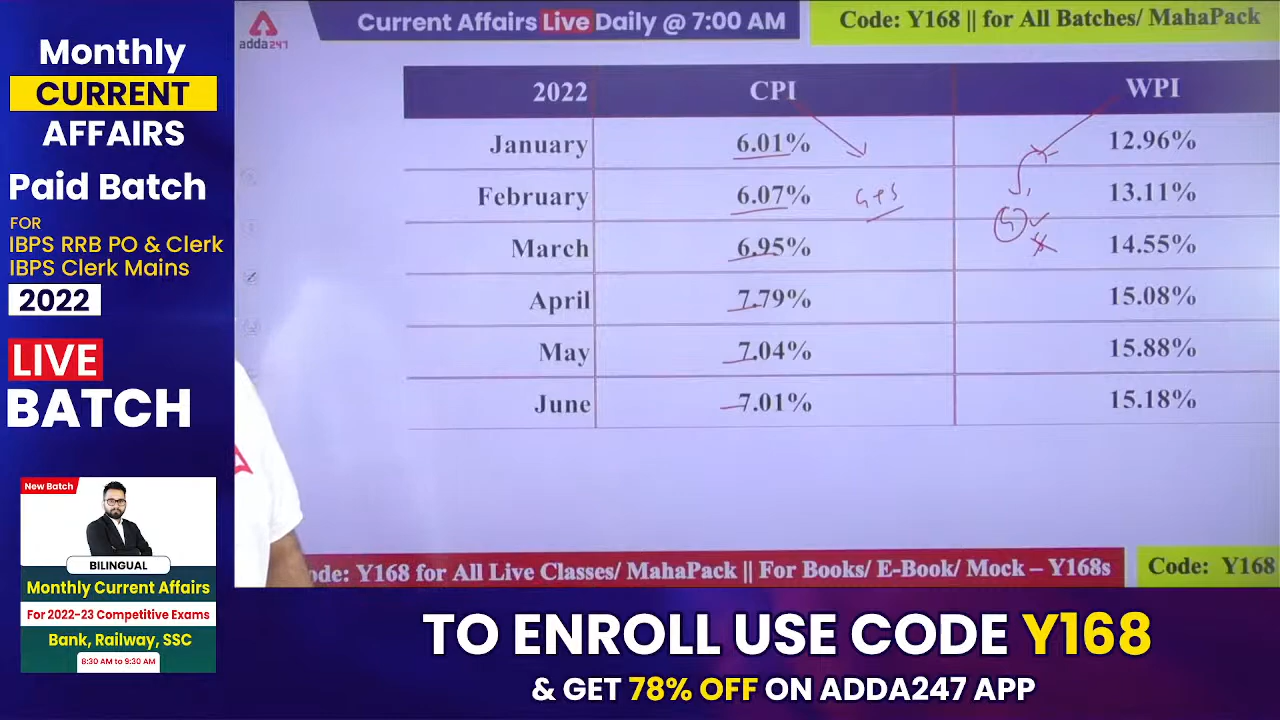 Monthly
CURRENT
AFFAIRS
Paid Batch
FOR
IBPS RRB PO & Clerk
IBPS Clerk Mains
2022
LIVE
BATCH
New Batch
BILINGUAL
Monthly Current Affairs
For 2022-23 Competitive Exams
Bank, Railway, SSC
8:30 AM to 9:30 AM
adda247
Current Affairs Live Daily @ 7:00 AM
Code: Y168 || for All Batches/ MahaPack
2022 CPI WPI
January 6.01% 12.96%
February 6.07% 13.11%
G+S
March 6.95% 14.55%
G
April 7.79% 15.08%
May 7.04% 15.88%
June 7.01% 15.18%
ode: Y168 for All Live Classes/ MahaPack || For Books/ E-Book/ Mock – Y168s
Code: Y168
TO ENROLL USE CODE Y168
& GET 78% OFF ON ADDA247 APP